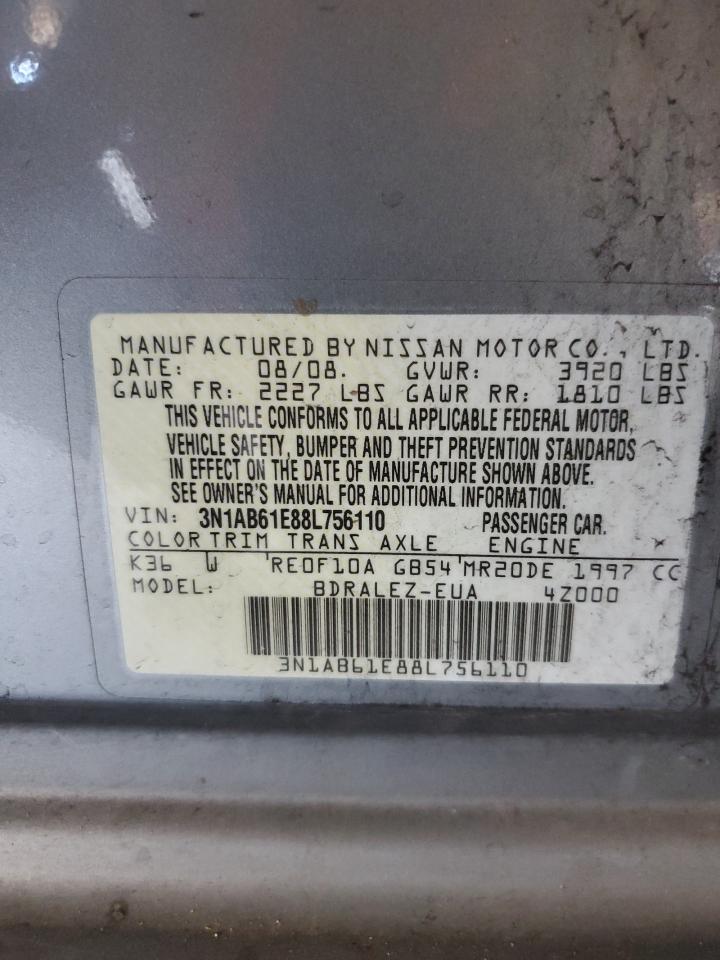 MANUFACTURED BY NISSAN MOTOR CO., LTD.
DATE: 08/08. GVWR: 3920 LBS
GAWR FR: 2227 LBS GAWR RR: 1810 LBS
THIS VEHICLE CONFORMS TO ALL APPLICABLE FEDERAL MOTOR,
VEHICLE SAFETY, BUMPER AND THEFT PREVENTION STANDARDS
IN EFFECT ON THE DATE OF MANUFACTURE SHOWN ABOVE.
SEE OWNER'S MANUAL FOR ADDITIONAL INFORMATION.
VIN: 3N1AB61E88L756110 PASSENGER CAR.
COLOR TRIM TRANS AXLE ENGINE
K36 W RE0F10A GB54 MR20DE 1997 CC
MODEL: BDRALEZ-EUA 4Z000
3N1AB61E88L756110